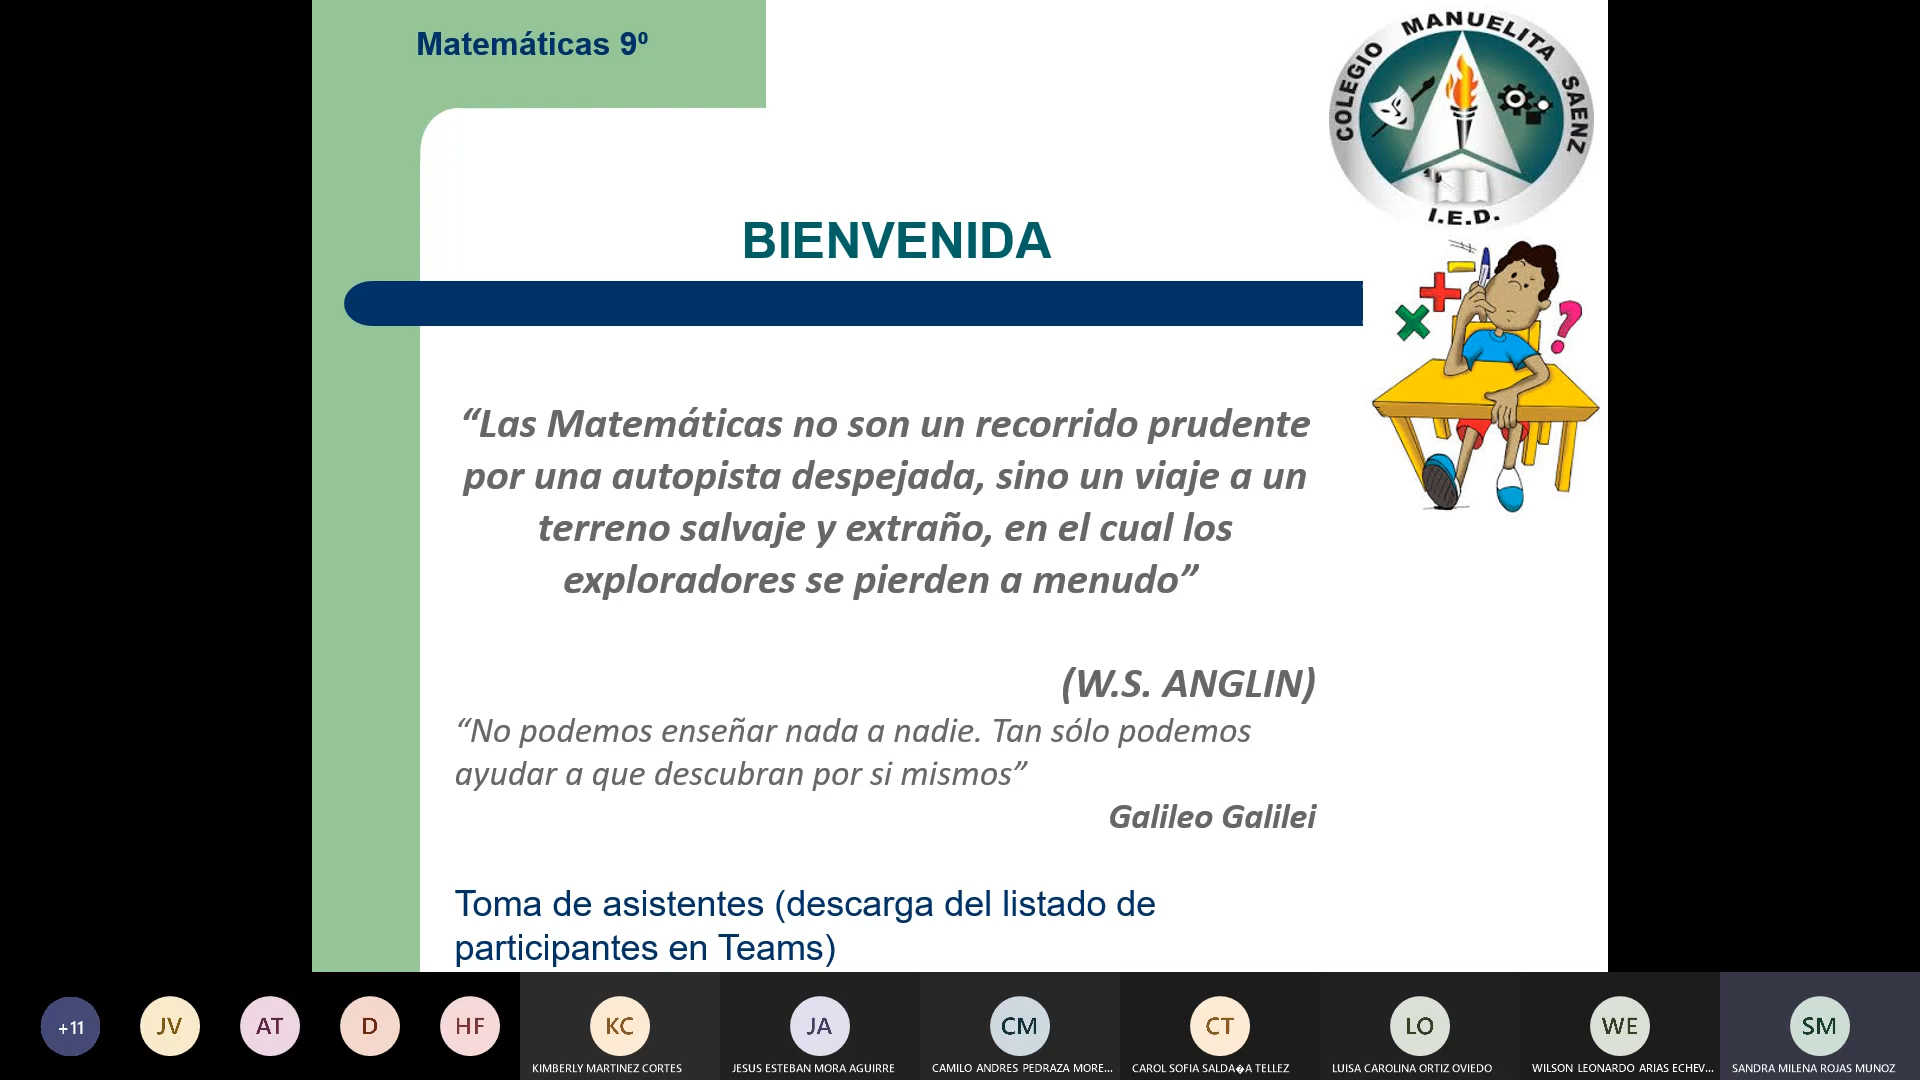 Matemáticas 9º
COLEGIO MANUELITA SAENZ
I.E.D.
BIENVENIDA
“Las Matemáticas no son un recorrido prudente
por una autopista despejada, sino un viaje a un
terreno salvaje y extraño, en el cual los
exploradores se pierden a menudo”
(W.S. ANGLIN)
“No podemos enseñar nada a nadie. Tan sólo podemos
ayudar a que descubran por si mismos”
Galileo Galilei
Toma de asistentes (descarga del listado de
participantes en Teams)
+11 JV AT D HF KC JA CM CT LO WE SM
KIMBERLY MARTINEZ CORTES JESUS ESTEBAN MORA AGUIRRE CAMILO ANDRES PEDRAZA MORE... CAROL SOFIA SALDA�A TELLEZ LUISA CAROLINA ORTIZ OVIEDO WILSON LEONARDO ARIAS ECHEV... SANDRA MILENA ROJAS MUNOZ